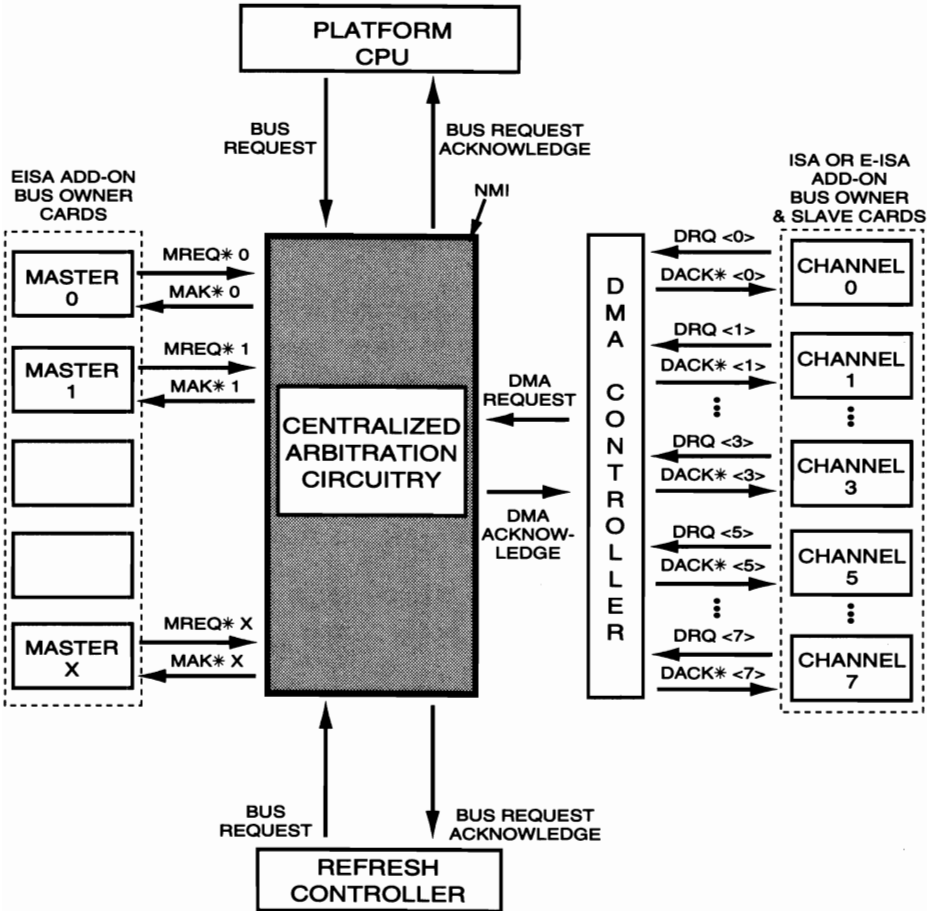 PLATFORM
CPU
BUS
REQUEST
BUS REQUEST
ACKNOWLEDGE
NMI
EISA ADD-ON
BUS OWNER
CARDS
ISA OR E-ISA
ADD-ON
BUS OWNER
& SLAVE CARDS
MASTER
0
MREQ* 0
MAK* 0
MASTER
1
MREQ* 1
MAK* 1
MASTER
X
MREQ* X
MAK* X
CENTRALIZED
ARBITRATION
CIRCUITRY
DMA
REQUEST
DMA
ACKNOW-
LEDGE
DMA CONTROLLER
DRQ <0>
DACK* <0>
CHANNEL
0
DRQ <1>
DACK* <1>
CHANNEL
1
DRQ <3>
DACK* <3>
CHANNEL
3
DRQ <5>
DACK* <5>
CHANNEL
5
DRQ <7>
DACK* <7>
CHANNEL
7
BUS
REQUEST
BUS REQUEST
ACKNOWLEDGE
REFRESH
CONTROLLER